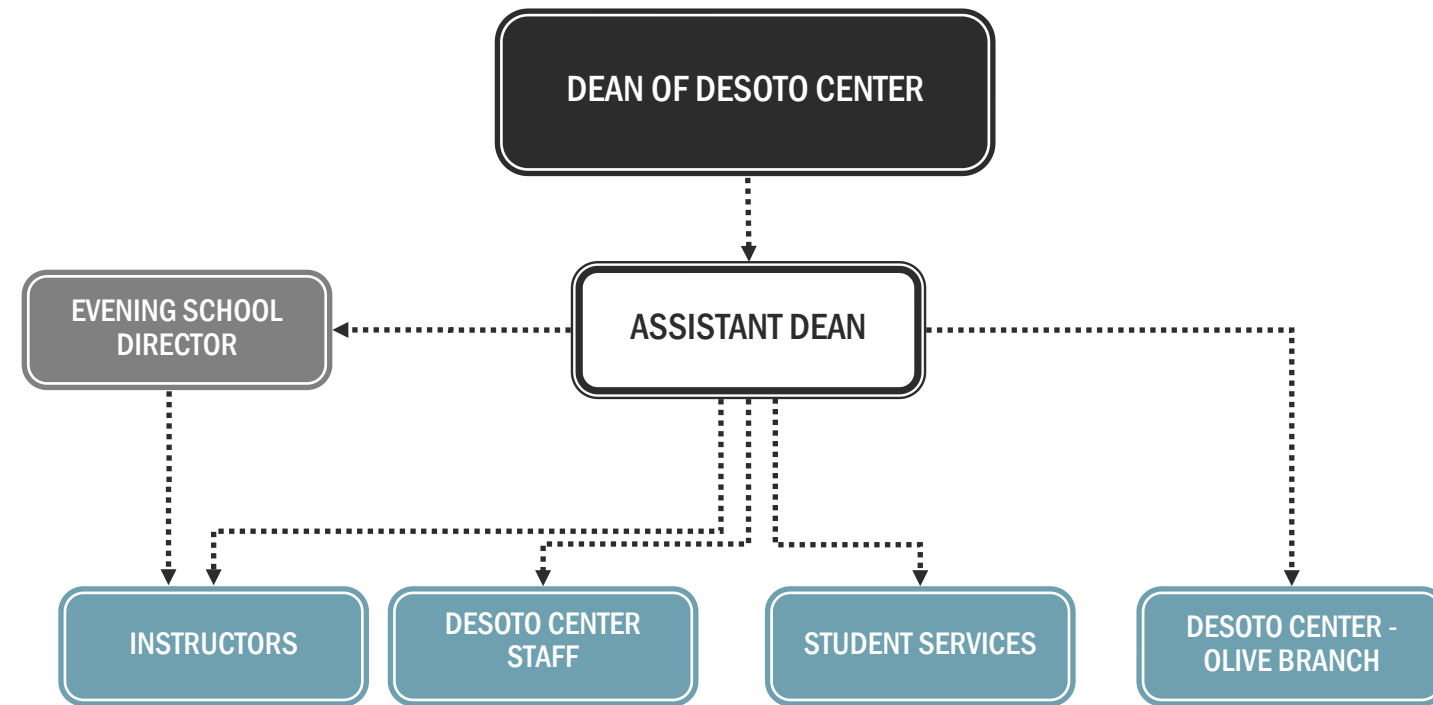 DEAN OF DESOTO CENTER
EVENING SCHOOL
DIRECTOR
ASSISTANT DEAN
INSTRUCTORS
DESOTO CENTER
STAFF
STUDENT SERVICES
DESOTO CENTER -
OLIVE BRANCH